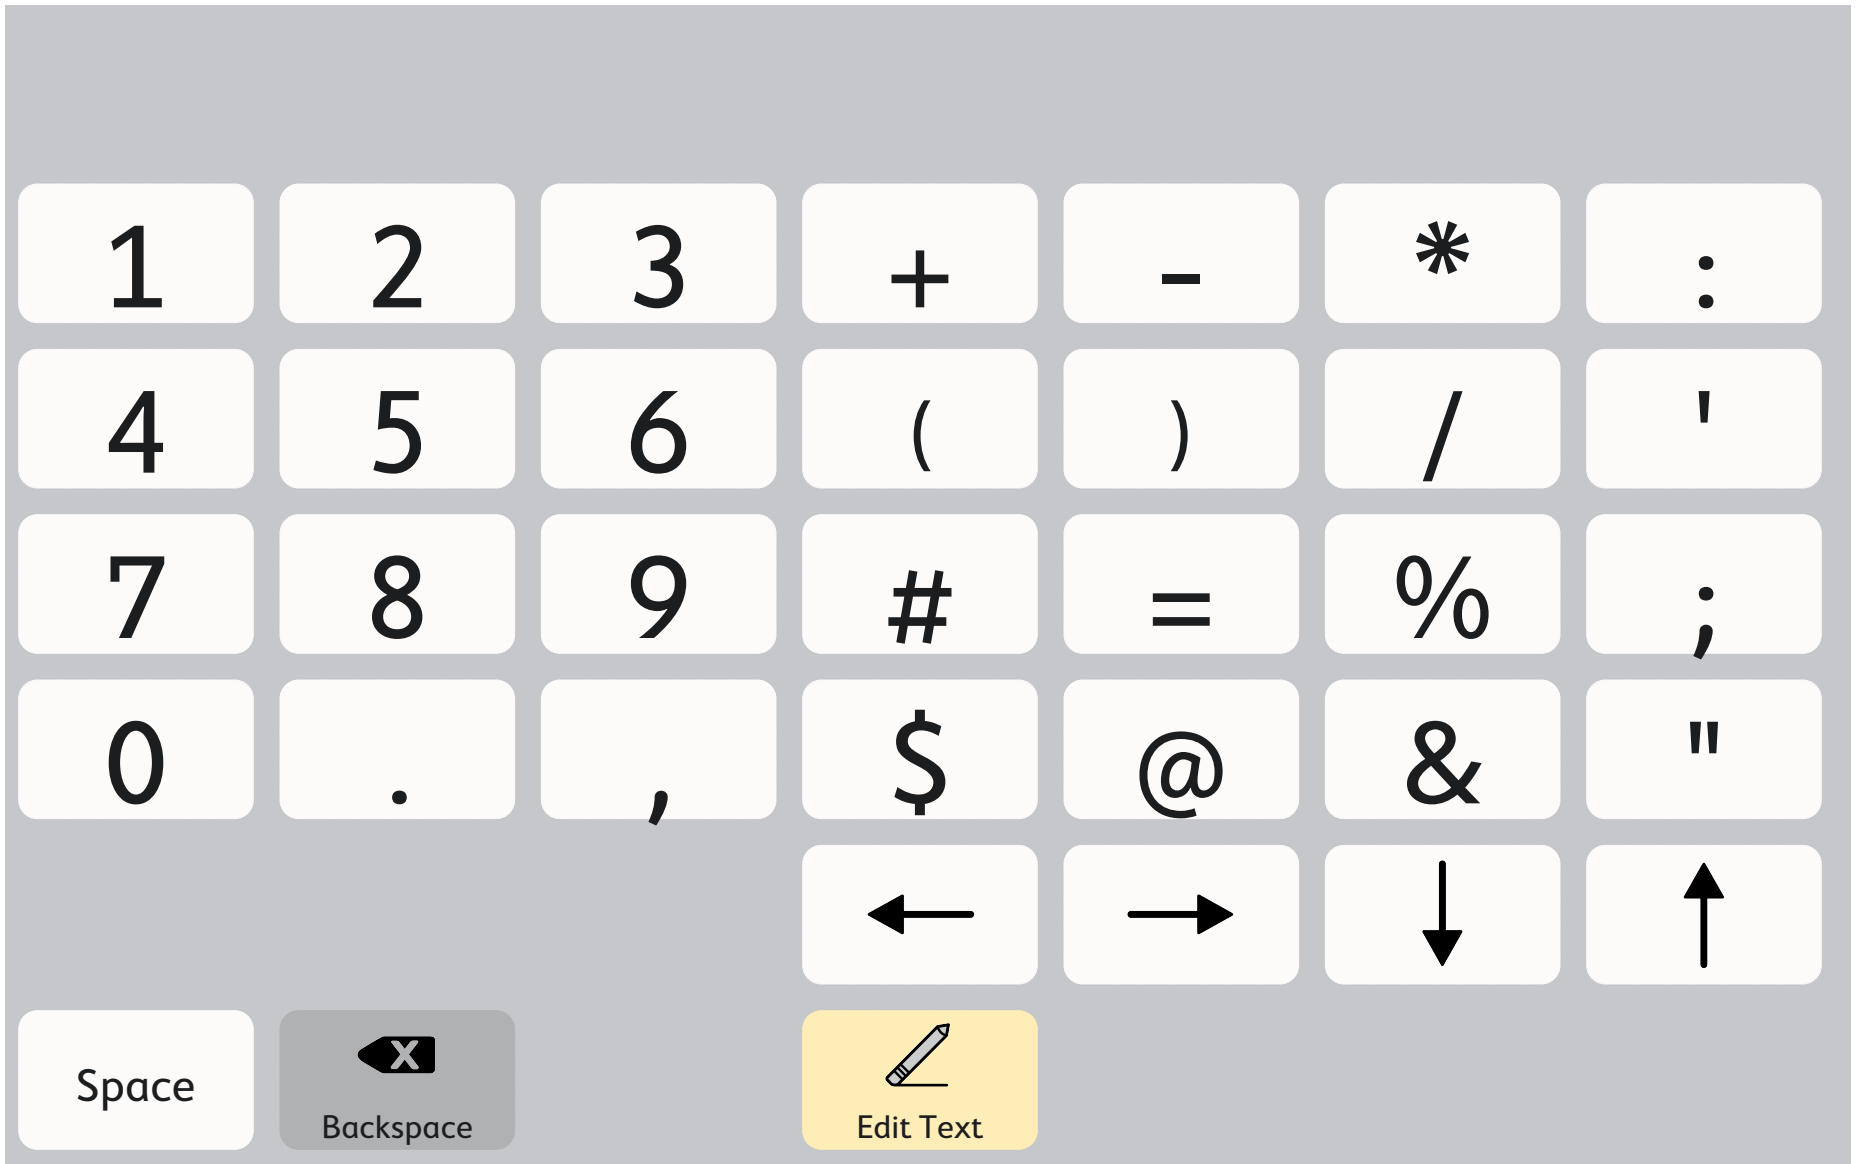 1 2 3 + - * :
4 5 6 ( ) / '
7 8 9 # = % ;
0 . , $ @ & "
← → ↓ ↑
Space Backspace Edit Text